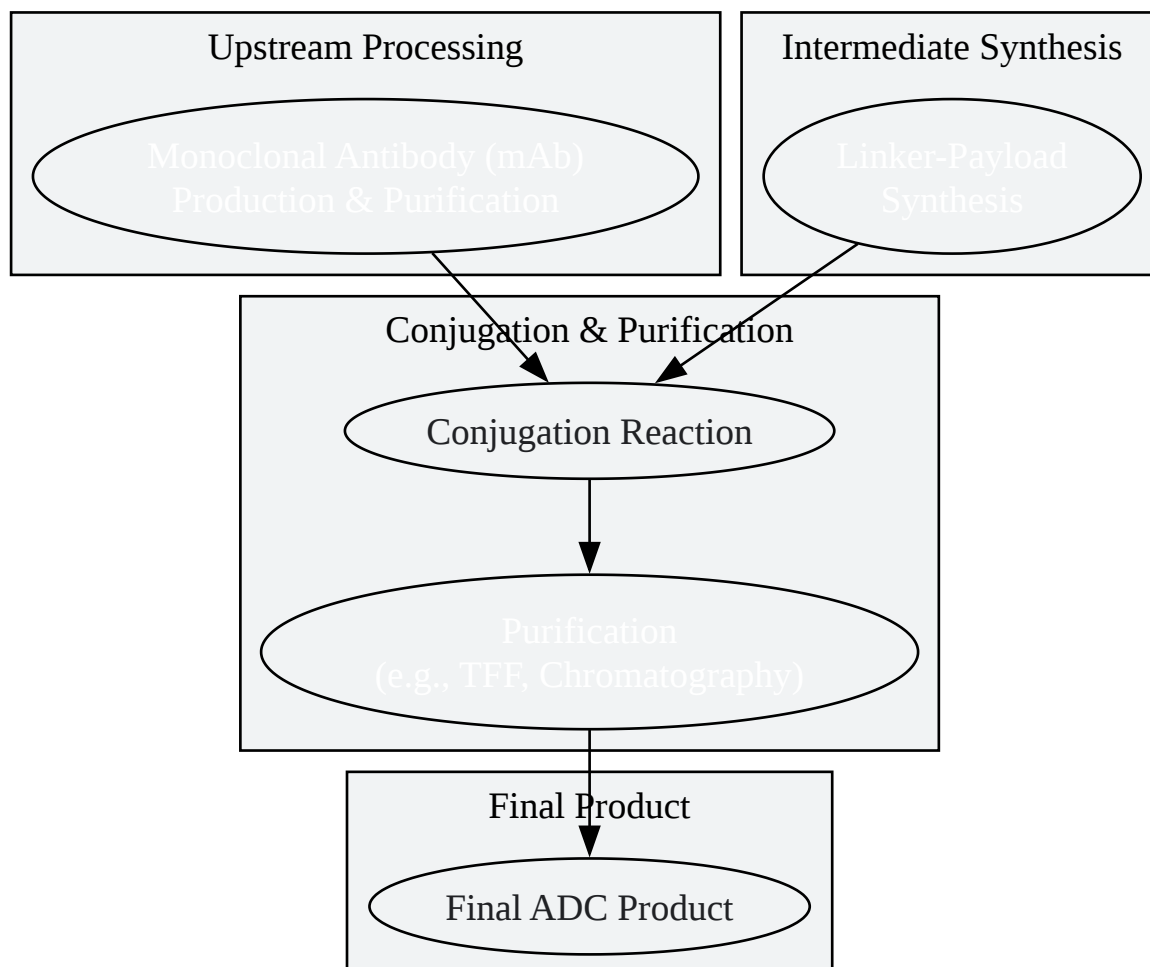 Upstream Processing
Intermediate Synthesis
Monoclonal Antibody (mAb)
Production & Purification
Linker-Payload
Synthesis
Conjugation & Purification
Conjugation Reaction
Purification
(e.g., TFF, Chromatography)
Final Product
Final ADC Product